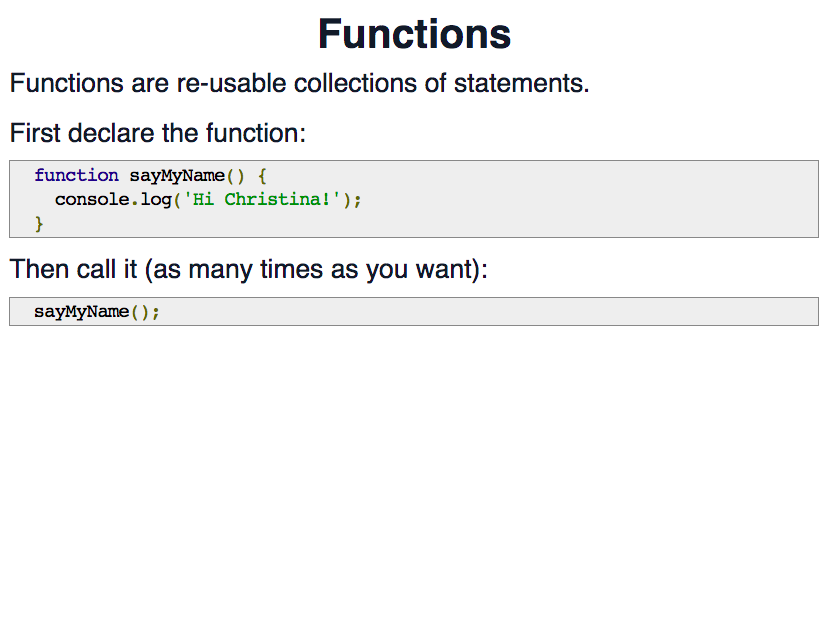 Functions
Functions are re-usable collections of statements.
First declare the function:
function sayMyName() {
  console.log('Hi Christina!');
}
Then call it (as many times as you want):
sayMyName();